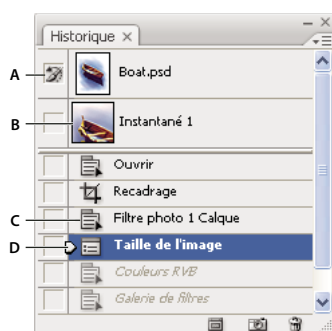 Historique
A Boat.psd
B Instantané 1
Ouvrir
Recadrage
C Filtre photo 1 Calque
D Taille de l'image
Couleurs RVB
Galerie de filtres